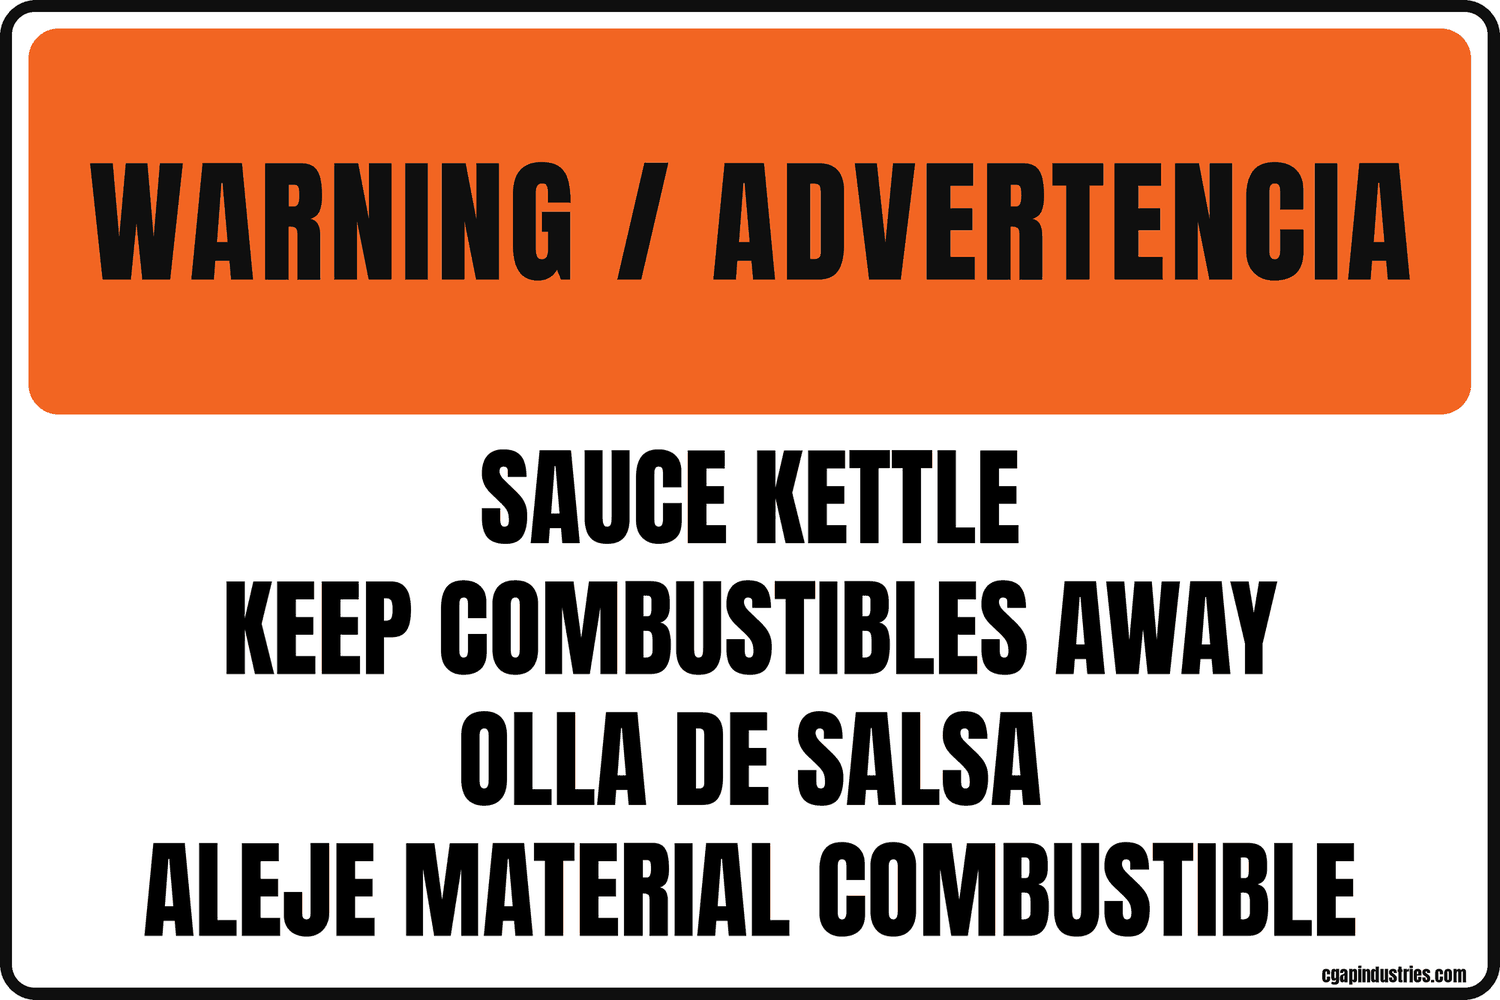 WARNING / ADVERTENCIA
SAUCE KETTLE
KEEP COMBUSTIBLES AWAY
OLLA DE SALSA
ALEJE MATERIAL COMBUSTIBLE
cgapindustries.com